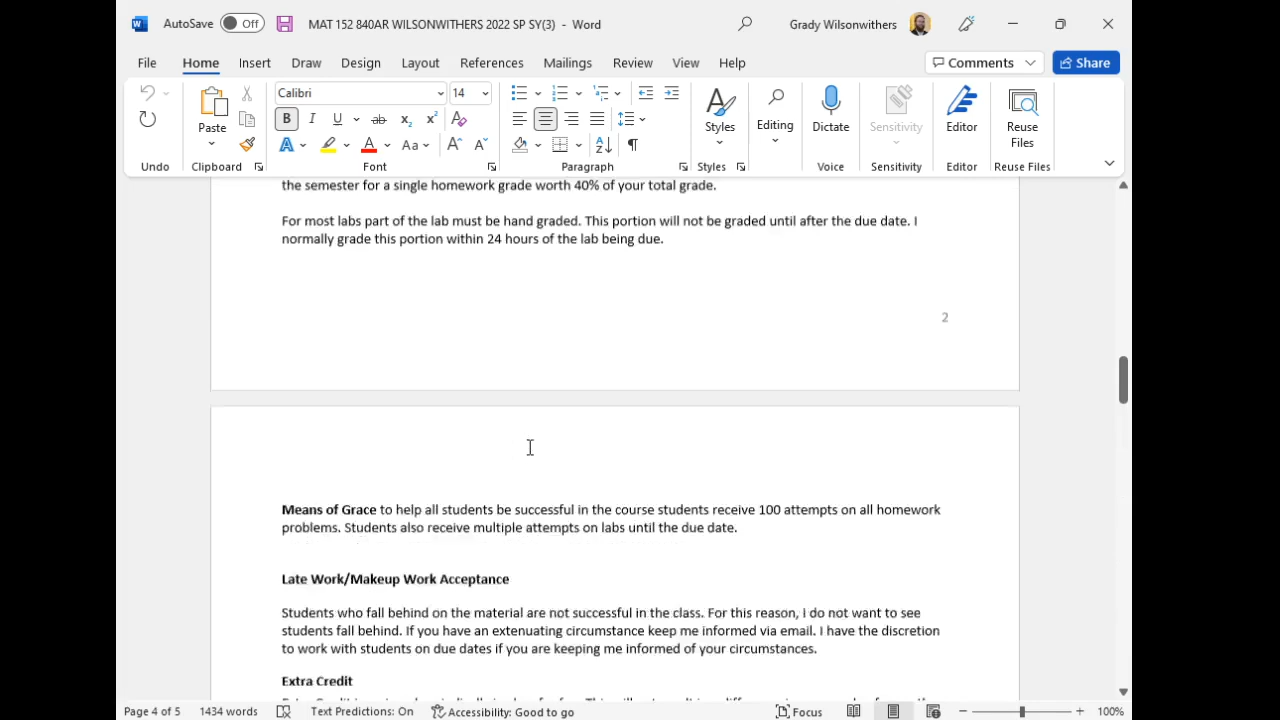 AutoSave Off MAT 152 840AR WILSONWITHERS 2022 SP SY(3) - Word Grady Wilsonwithers
File Home Insert Draw Design Layout References Mailings Review View Help Comments Share
Calibri 14
Paste Styles Editing Dictate Sensitivity Editor Reuse Files
Undo Clipboard Font Paragraph Styles Voice Sensitivity Editor Reuse Files
the semester for a single homework grade worth 40% of your total grade.
For most labs part of the lab must be hand graded. This portion will not be graded until after the due date. I
normally grade this portion within 24 hours of the lab being due.
2
Means of Grace to help all students be successful in the course students receive 100 attempts on all homework
problems. Students also receive multiple attempts on labs until the due date.
Late Work/Makeup Work Acceptance
Students who fall behind on the material are not successful in the class. For this reason, i do not want to see
students fall behind. If you have an extenuating circumstance keep me informed via email. I have the discretion
to work with students on due dates if you are keeping me informed of your circumstances.
Extra Credit
Page 4 of 5 1434 words Text Predictions: On Accessibility: Good to go Focus 100%